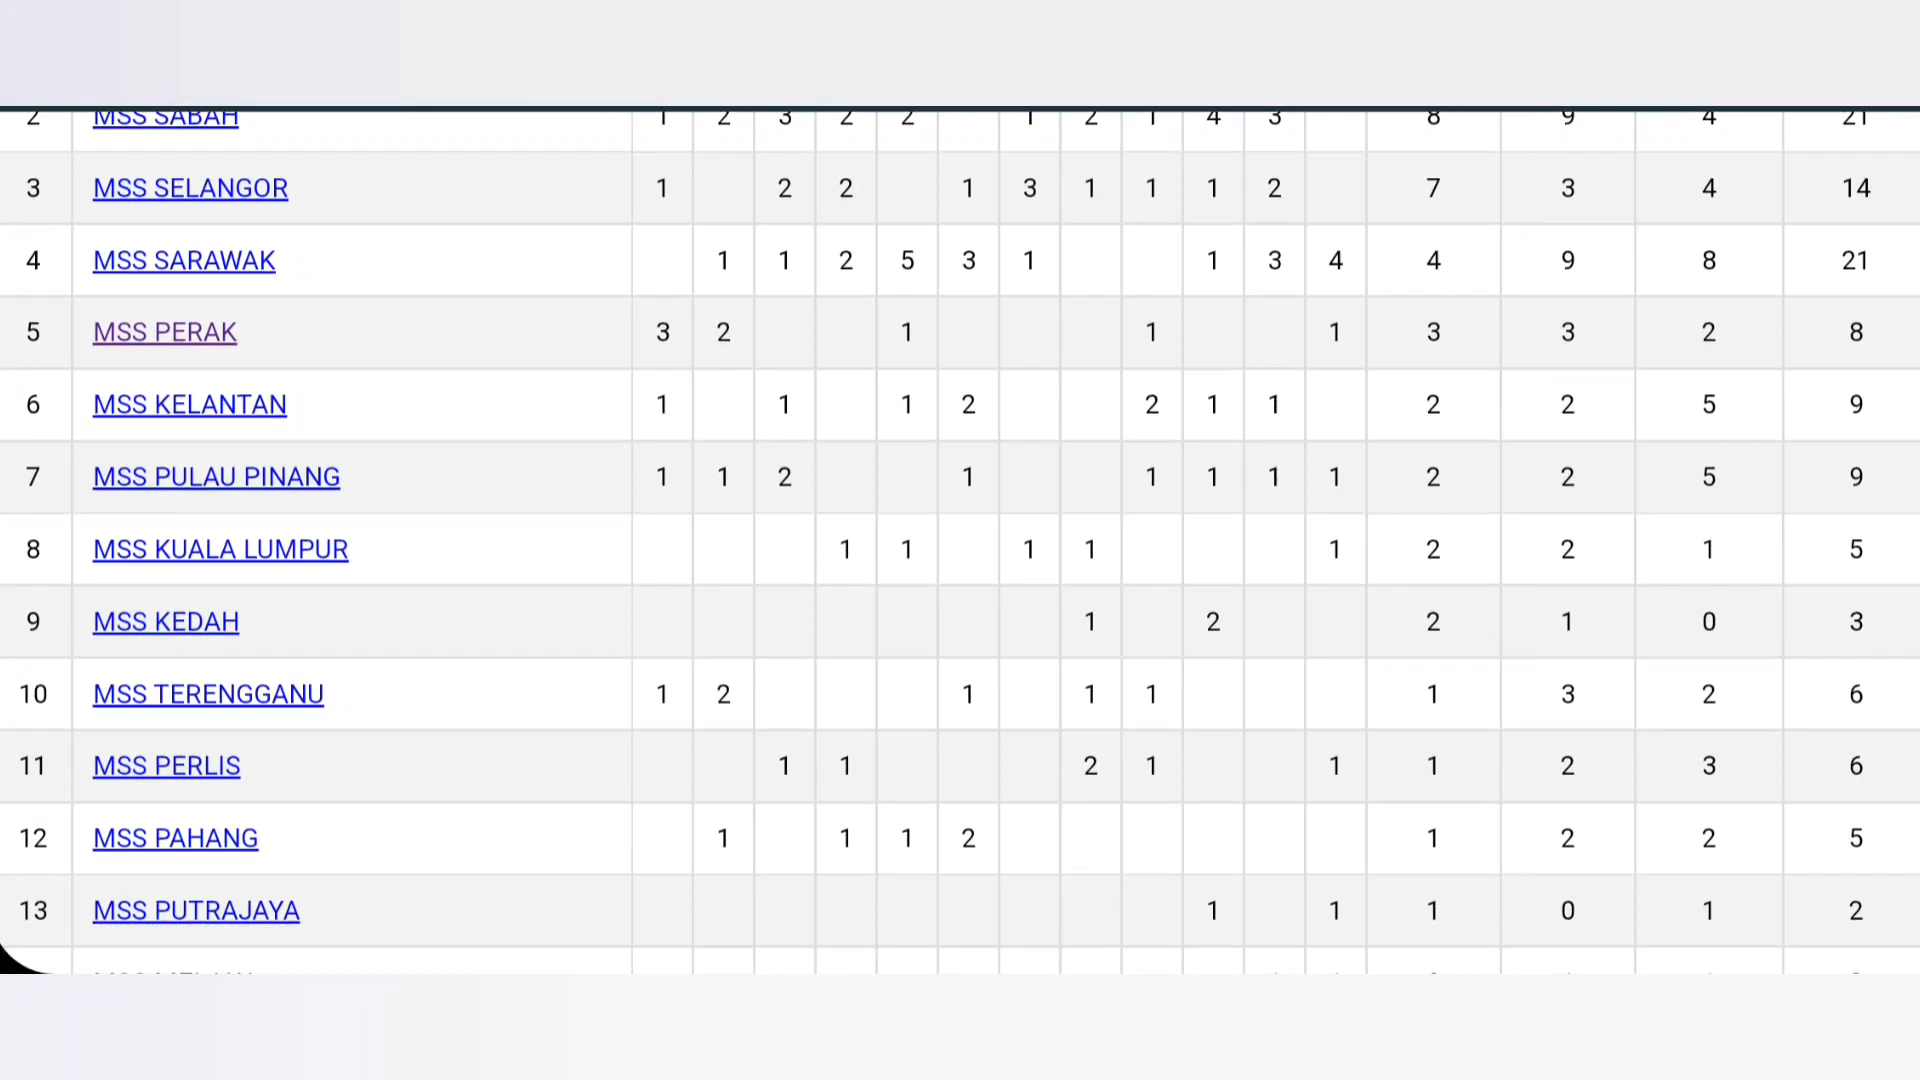 2 MSS SABAH 1 2 3 2 2 1 2 1 4 3 8 9 4 21
3 MSS SELANGOR 1 2 2 1 3 1 1 1 2 7 3 4 14
4 MSS SARAWAK 1 1 2 5 3 1 1 3 4 4 9 8 21
5 MSS PERAK 3 2 1 1 1 3 3 2 8
6 MSS KELANTAN 1 1 1 2 2 1 1 2 2 5 9
7 MSS PULAU PINANG 1 1 2 1 1 1 1 1 2 2 5 9
8 MSS KUALA LUMPUR 1 1 1 1 1 2 2 1 5
9 MSS KEDAH 1 2 2 1 0 3
10 MSS TERENGGANU 1 2 1 1 1 1 3 2 6
11 MSS PERLIS 1 1 2 1 1 1 2 3 6
12 MSS PAHANG 1 1 1 2 1 2 2 5
13 MSS PUTRAJAYA 1 1 1 0 1 2